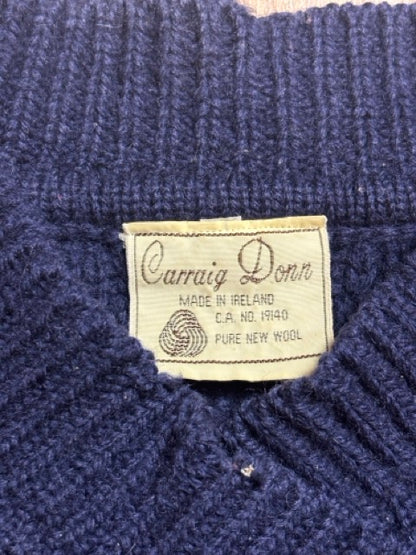 Carraig Donn
MADE IN IRELAND
C.A. NO. 19140
PURE NEW WOOL